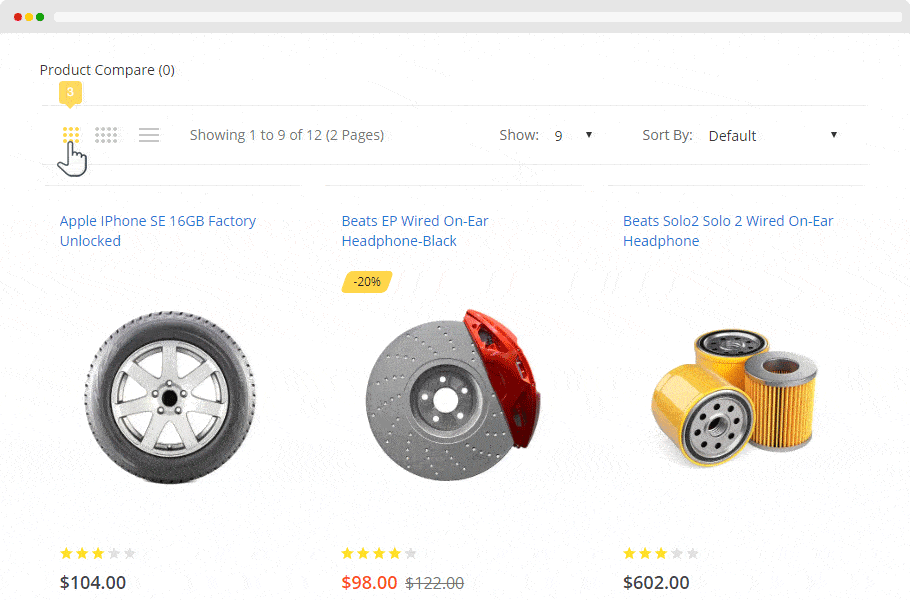 Product Compare (0)
3
Showing 1 to 9 of 12 (2 Pages)
Show: 9
Sort By: Default
Apple IPhone SE 16GB Factory
Unlocked
Beats EP Wired On-Ear
Headphone-Black
-20%
Beats Solo2 Solo 2 Wired On-Ear
Headphone
$104.00
$98.00 $122.00
$602.00